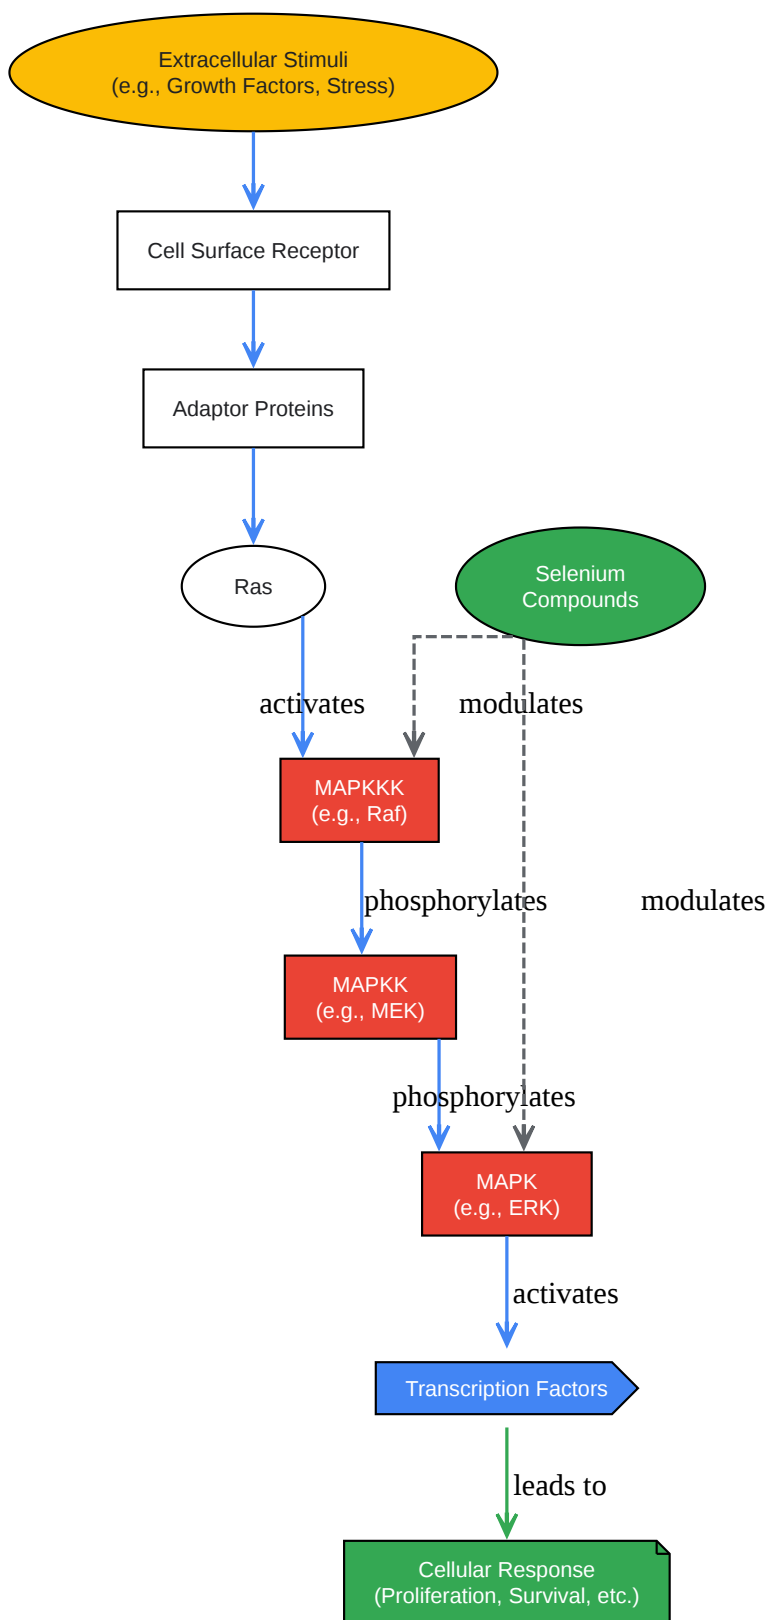 Extracellular Stimuli
(e.g., Growth Factors, Stress)
Cell Surface Receptor
Adaptor Proteins
Ras
Selenium
Compounds
activates
modulates
MAPKKK
(e.g., Raf)
phosphorylates
modulates
MAPKK
(e.g., MEK)
phosphorylates
MAPK
(e.g., ERK)
activates
Transcription Factors
leads to
Cellular Response
(Proliferation, Survival, etc.)